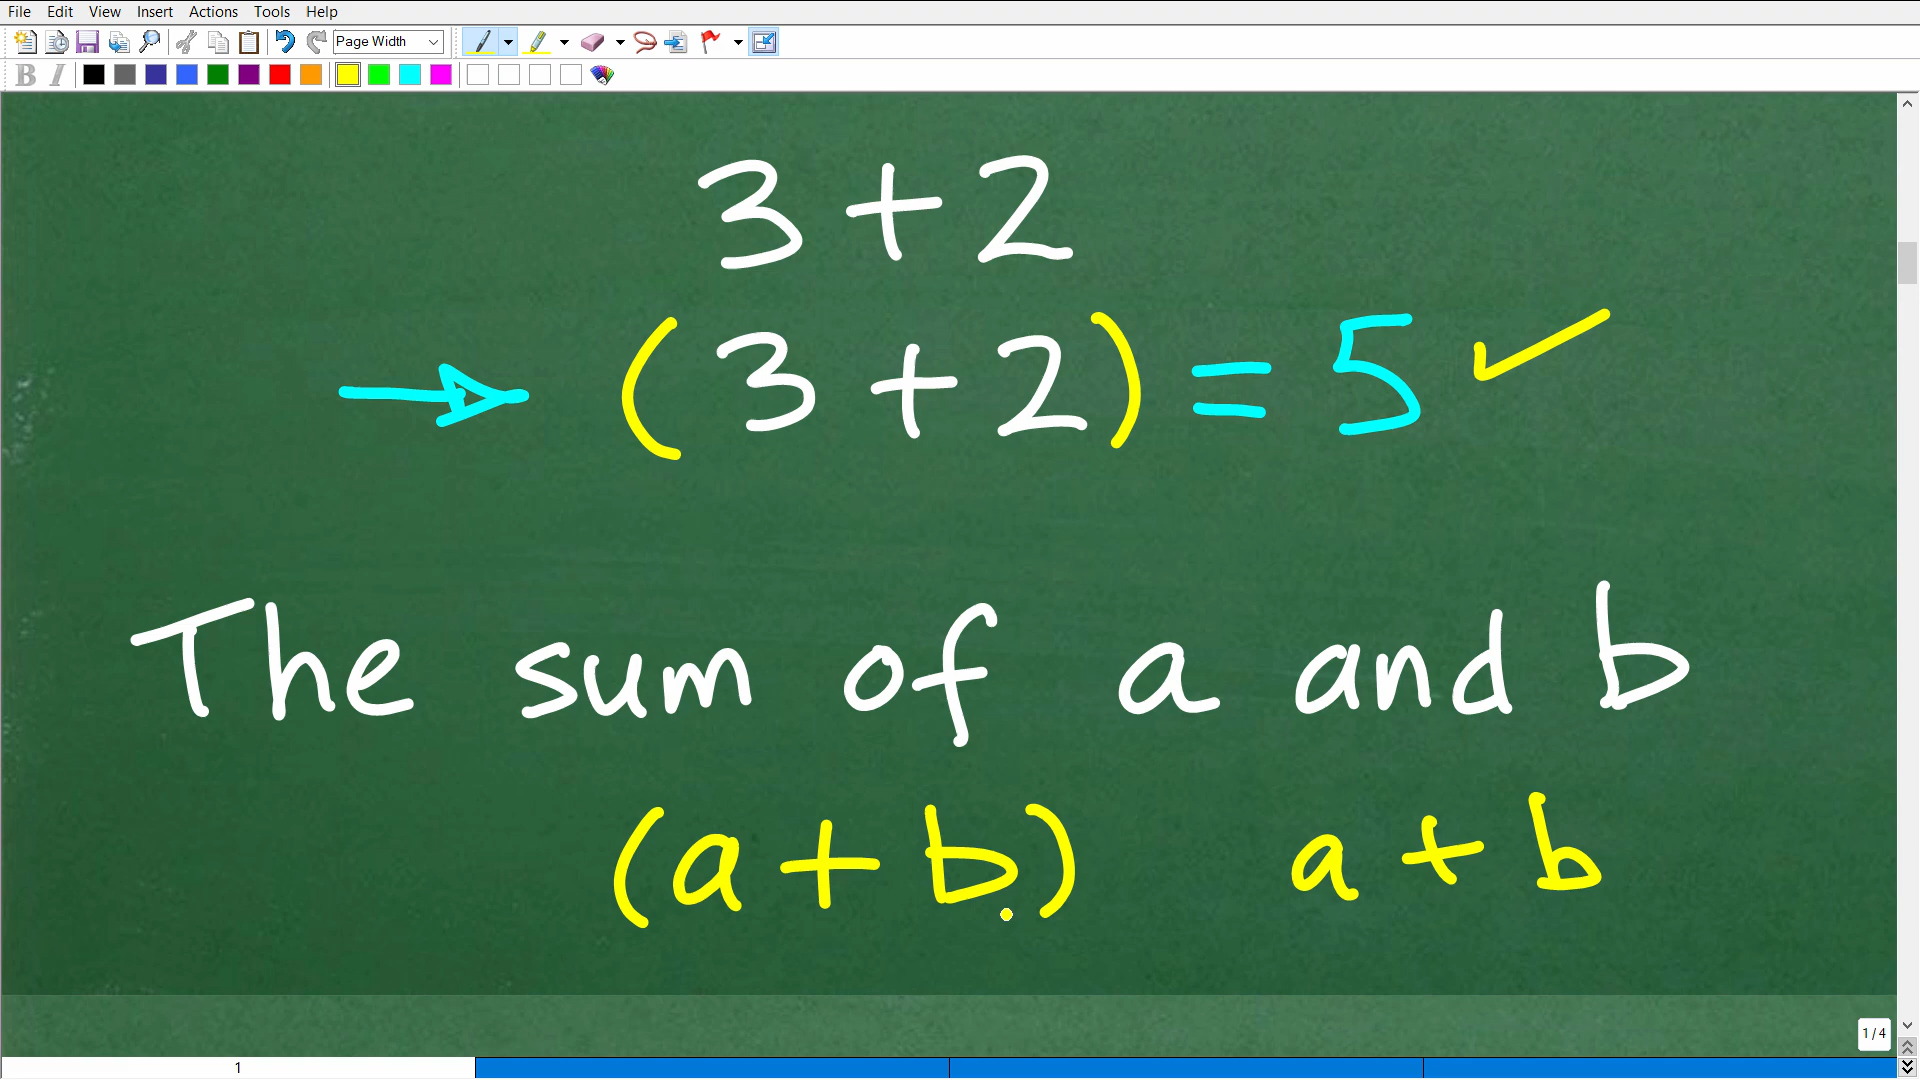 File Edit View Insert Actions Tools Help
Page Width
B I
3 + 2
(3 + 2) = 5
The sum of a and b
(a + b) a + b
1 / 4
1